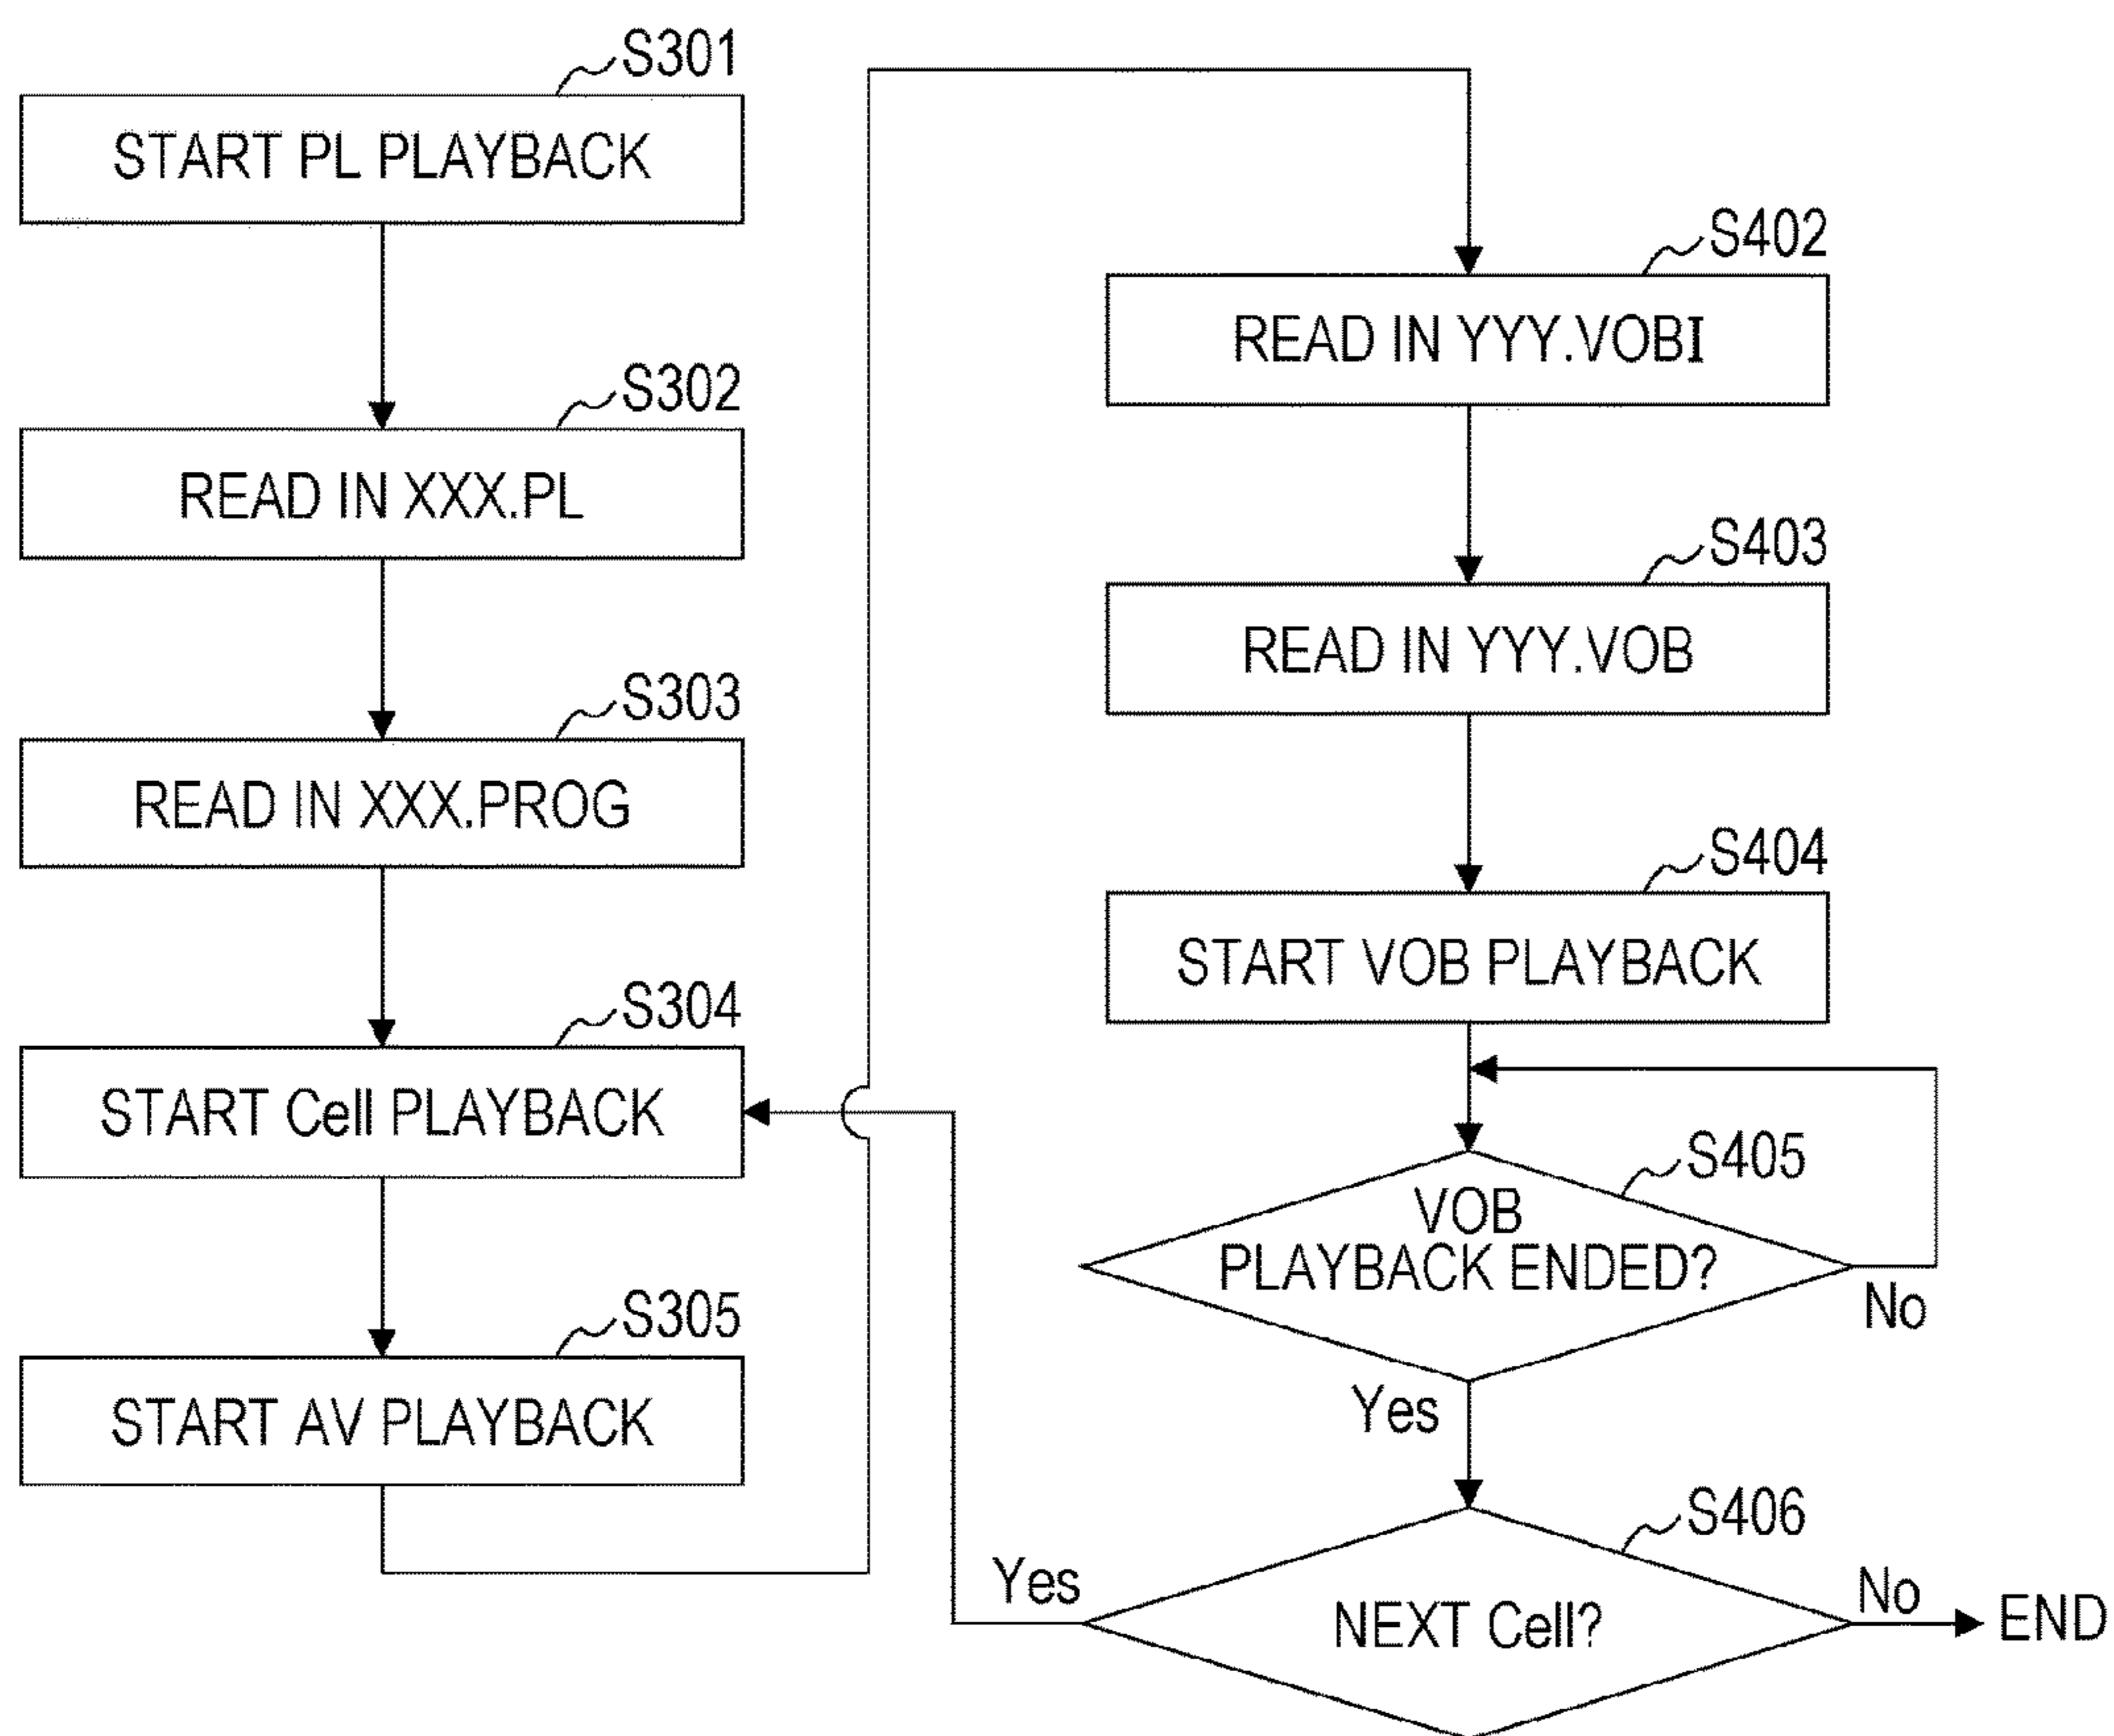 S301
START PL PLAYBACK
S302
READ IN XXX.PL
S303
READ IN XXX.PROG
S304
START Cell PLAYBACK
S305
START AV PLAYBACK
S402
READ IN YYY.VOBI
S403
READ IN YYY.VOB
S404
START VOB PLAYBACK
S405
VOB
PLAYBACK ENDED?
No
Yes
S406
NEXT Cell?
Yes
No
END